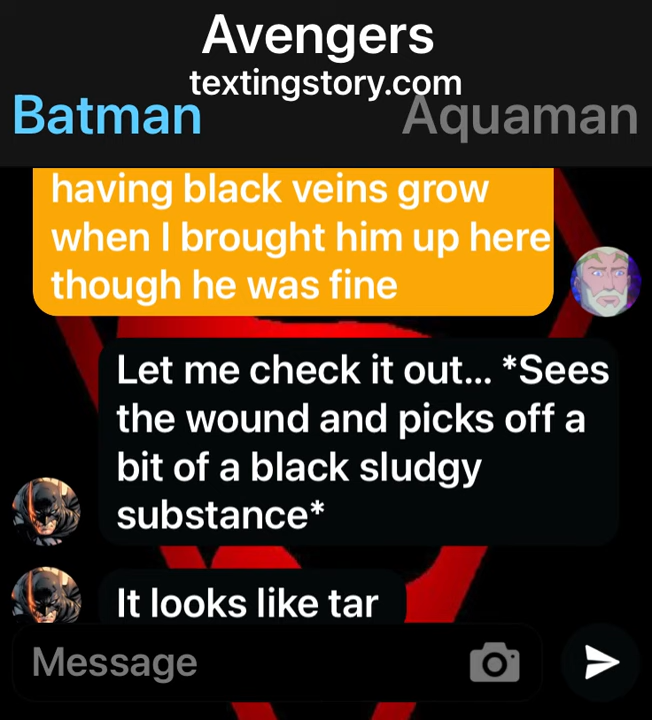 Avengers
textingstory.com
Batman Aquaman
having black veins grow
when I brought him up here
though he was fine
Let me check it out... *Sees
the wound and picks off a
bit of a black sludgy
substance*
It looks like tar
Message